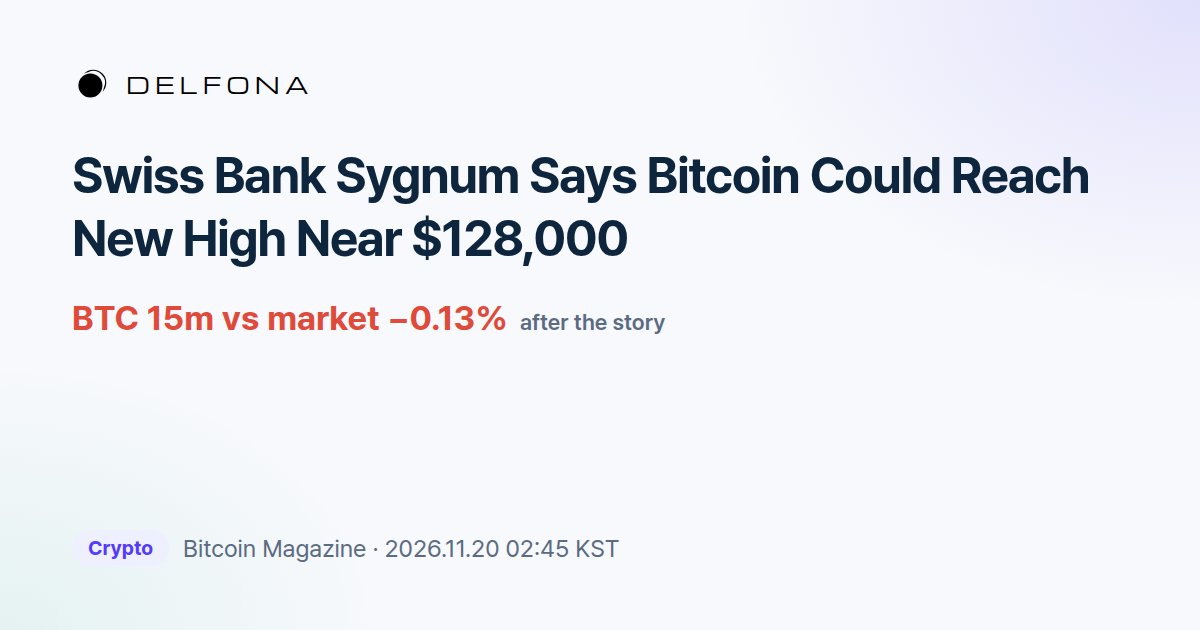 DELFONA
Swiss Bank Sygnum Says Bitcoin Could Reach
New High Near $128,000
BTC 15m vs market −0.13% after the story
Crypto Bitcoin Magazine · 2026.11.20 02:45 KST